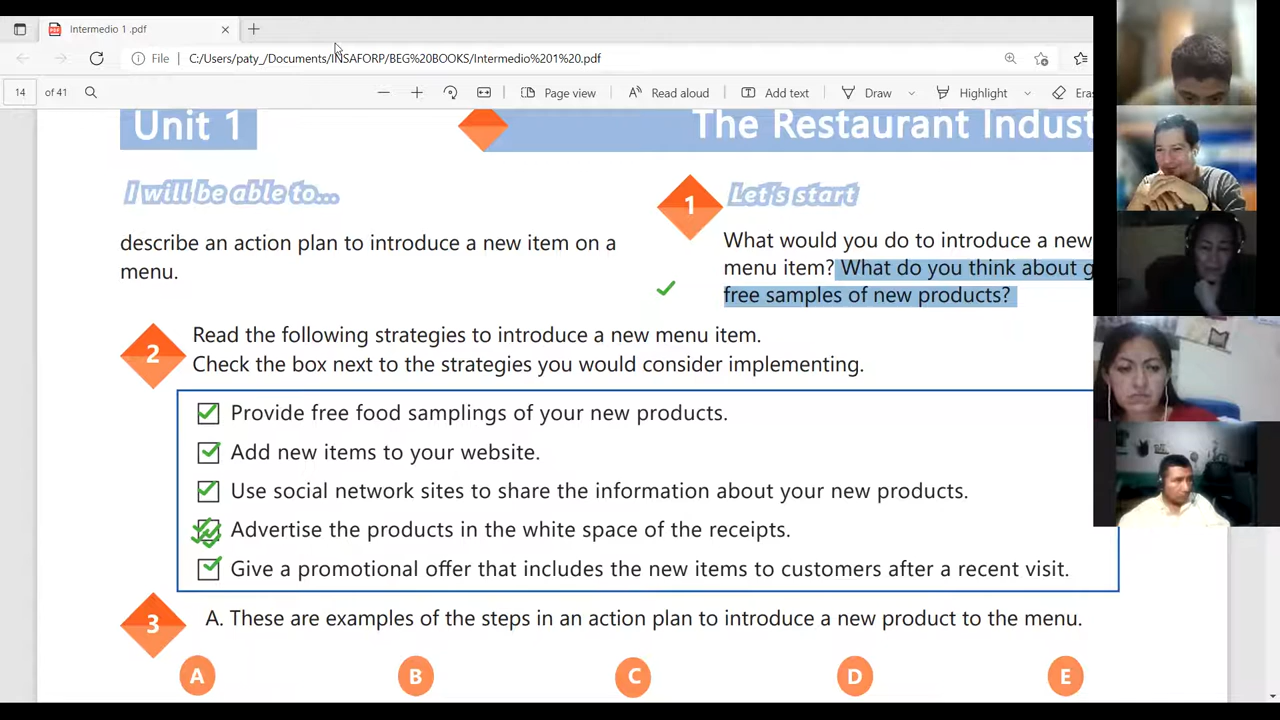 Intermedio 1 .pdf
File
C:/Users/paty_/Documents/INSAFORP/BEG%20BOOKS/Intermedio%201%20.pdf
14 of 41
Page view
Read aloud
Add text
Draw
Highlight
Eras
Unit 1
The Restaurant Indust
I will be able to...
describe an action plan to introduce a new item on a
menu.
1
Let's start
What would you do to introduce a new
menu item? What do you think about g
free samples of new products?
2
Read the following strategies to introduce a new menu item.
Check the box next to the strategies you would consider implementing.
Provide free food samplings of your new products.
Add new items to your website.
Use social network sites to share the information about your new products.
Advertise the products in the white space of the receipts.
Give a promotional offer that includes the new items to customers after a recent visit.
3
A. These are examples of the steps in an action plan to introduce a new product to the menu.
A B C D E